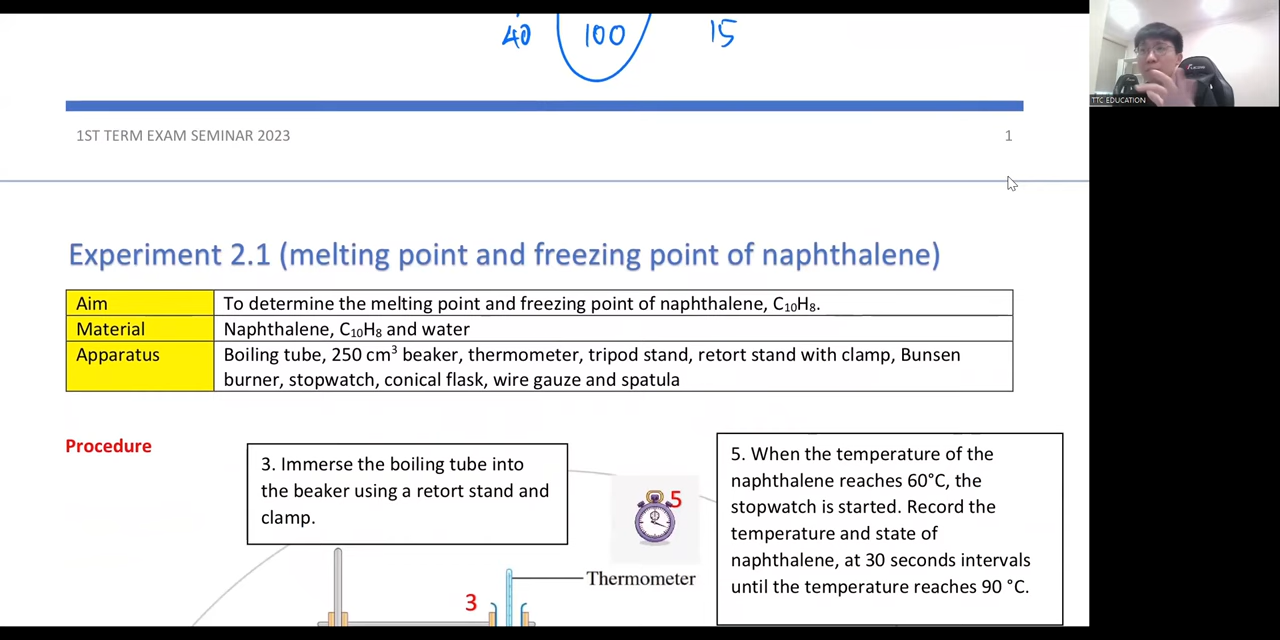 40 100 15
TTC EDUCATION
1ST TERM EXAM SEMINAR 2023 1
Experiment 2.1 (melting point and freezing point of naphthalene)
Aim To determine the melting point and freezing point of naphthalene, C₁₀H₈.
Material Naphthalene, C₁₀H₈ and water
Apparatus Boiling tube, 250 cm³ beaker, thermometer, tripod stand, retort stand with clamp, Bunsen
burner, stopwatch, conical flask, wire gauze and spatula
Procedure
3. Immerse the boiling tube into
the beaker using a retort stand and
clamp.
5
5. When the temperature of the
naphthalene reaches 60°C, the
stopwatch is started. Record the
temperature and state of
naphthalene, at 30 seconds intervals
until the temperature reaches 90 °C.
Thermometer
3